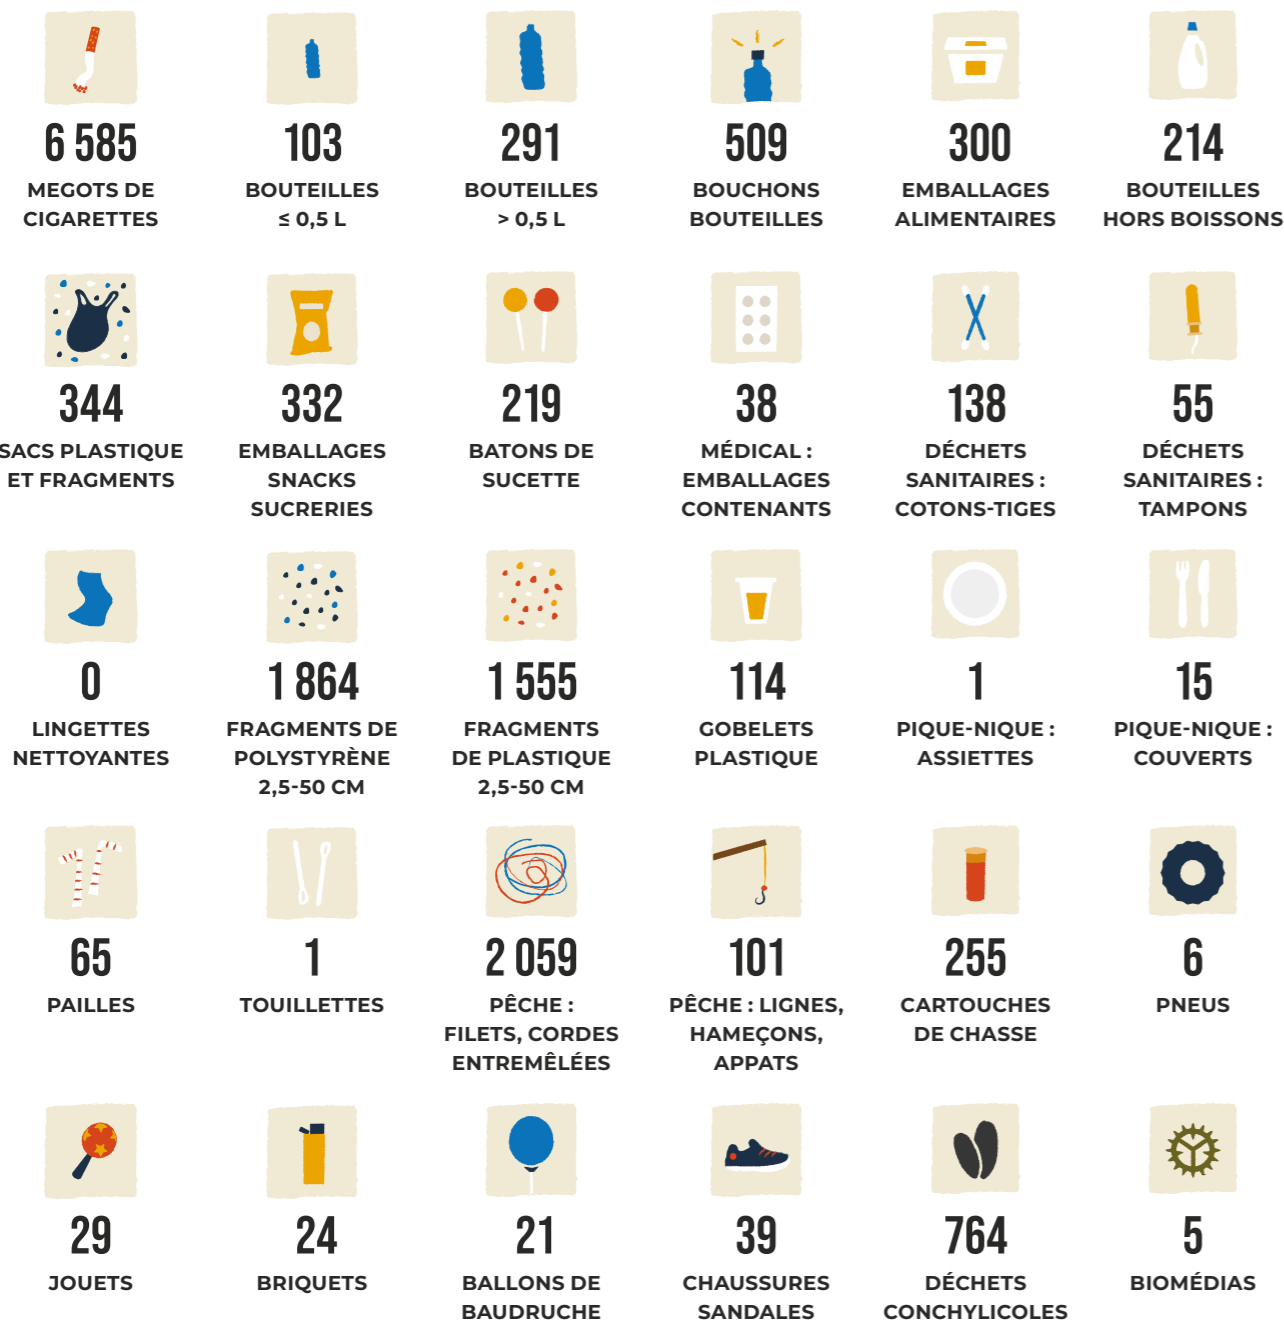 6 585
MEGOTS DE
CIGARETTES
103
BOUTEILLES
≤ 0,5 L
291
BOUTEILLES
> 0,5 L
509
BOUCHONS
BOUTEILLES
300
EMBALLAGES
ALIMENTAIRES
214
BOUTEILLES
HORS BOISSONS
344
SACS PLASTIQUE
ET FRAGMENTS
332
EMBALLAGES
SNACKS
SUCRERIES
219
BATONS DE
SUCETTE
38
MÉDICAL :
EMBALLAGES
CONTENANTS
138
DÉCHETS
SANITAIRES :
COTONS-TIGES
55
DÉCHETS
SANITAIRES :
TAMPONS
0
LINGETTES
NETTOYANTES
1 864
FRAGMENTS DE
POLYSTYRÈNE
2,5-50 CM
1 555
FRAGMENTS
DE PLASTIQUE
2,5-50 CM
114
GOBELETS
PLASTIQUE
1
PIQUE-NIQUE :
ASSIETTES
15
PIQUE-NIQUE :
COUVERTS
65
PAILLES
1
TOUILLETTES
2 059
PÊCHE :
FILETS, CORDES
ENTREMÊLÉES
101
PÊCHE : LIGNES,
HAMEÇONS,
APPATS
255
CARTOUCHES
DE CHASSE
6
PNEUS
29
JOUETS
24
BRIQUETS
21
BALLONS DE
BAUDRUCHE
39
CHAUSSURES
SANDALES
764
DÉCHETS
CONCHYLICOLES
5
BIOMÉDIAS